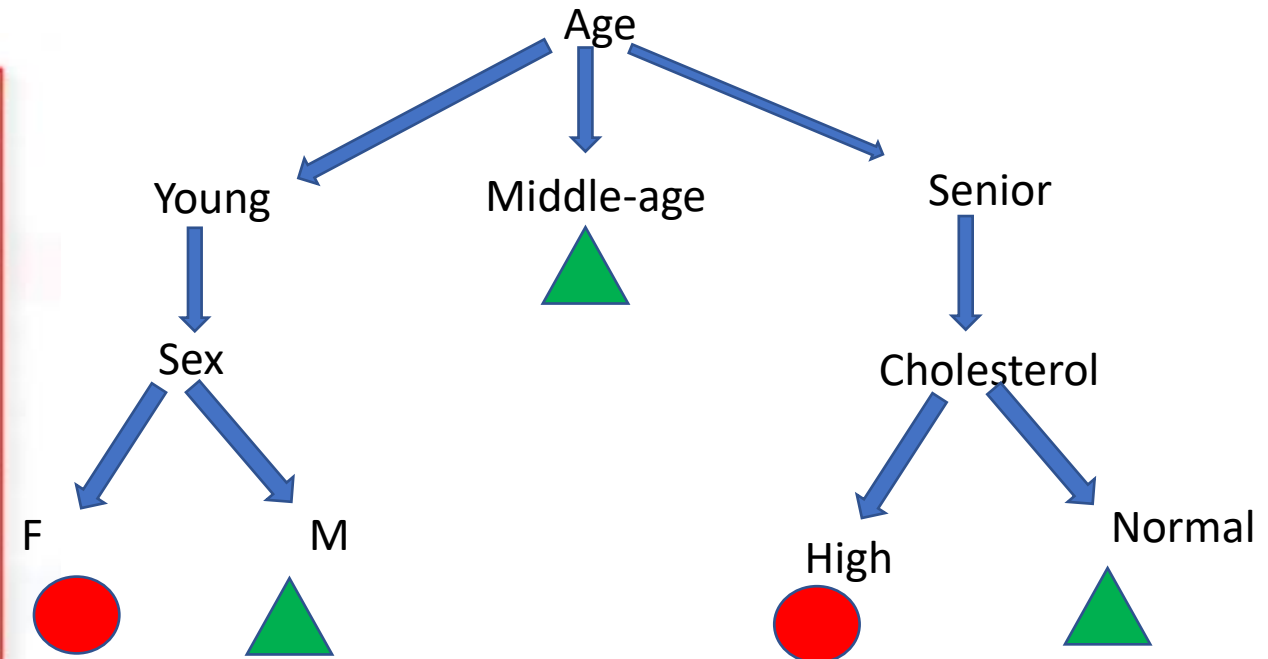 Age
Young
Middle-age
Senior
Sex
Cholesterol
F
M
High
Normal